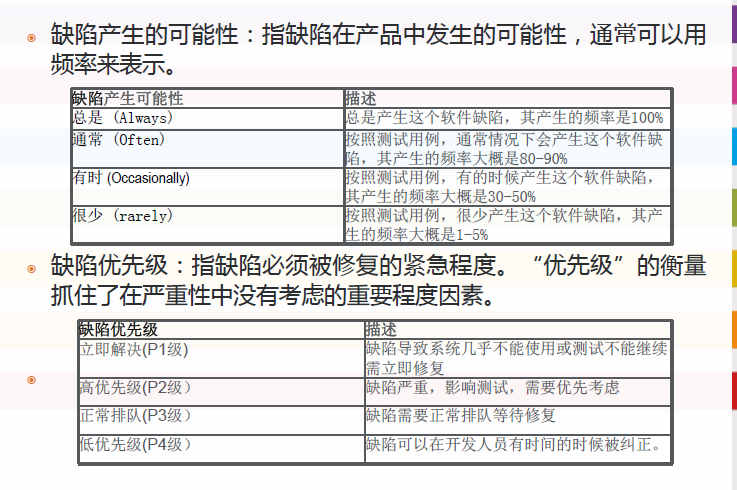 缺陷产生的可能性：指缺陷在产品中发生的可能性，通常可以用
频率来表示。
缺陷产生可能性 描述
总是 (Always) 总是产生这个软件缺陷，其产生的频率是100%
通常 (Often) 按照测试用例，通常情况下会产生这个软件缺
陷，其产生的频率大概是80-90%
有时 (Occasionally) 按照测试用例，有的时候产生这个软件缺陷，
其产生的频率大概是30-50%
很少 (rarely) 按照测试用例，很少产生这个软件缺陷，其产
生的频率大概是1-5%
缺陷优先级：指缺陷必须被修复的紧急程度。“优先级”的衡量
抓住了在严重性中没有考虑的重要程度因素。
缺陷优先级 描述
立即解决(P1级) 缺陷导致系统几乎不能使用或测试不能继续
需立即修复
高优先级(P2级） 缺陷严重，影响测试，需要优先考虑
正常排队(P3级） 缺陷需要正常排队等待修复
低优先级(P4级） 缺陷可以在开发人员有时间的时候被纠正。